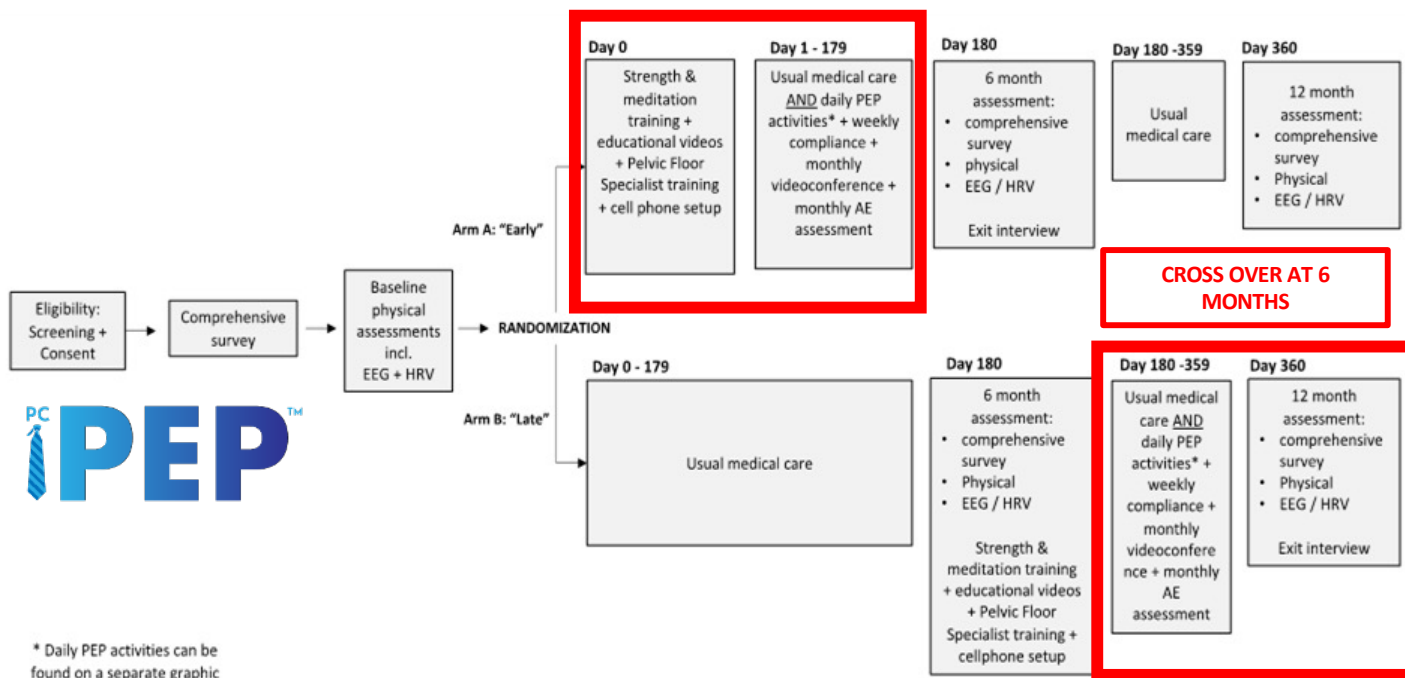 Day 0
Strength &
meditation
training +
educational videos
+ Pelvic Floor
Specialist training
+ cell phone setup
Day 1 - 179
Usual medical care
AND daily PEP
activities* + weekly
compliance +
monthly
videoconference +
monthly AE
assessment
Day 180
6 month
assessment:
• comprehensive
survey
• physical
• EEG / HRV
Exit interview
Day 180 -359
Usual
medical care
Day 360
12 month
assessment:
• comprehensive
survey
• Physical
• EEG / HRV
Arm A: "Early"
CROSS OVER AT 6
MONTHS
Eligibility:
Screening +
Consent
Comprehensive
survey
Baseline
physical
assessments
incl.
EEG + HRV
RANDOMIZATION
Arm B: "Late"
Day 0 - 179
Usual medical care
Day 180
6 month
assessment:
• comprehensive
survey
• Physical
• EEG / HRV
Strength &
meditation training
+ educational videos
+ Pelvic Floor
Specialist training +
cellphone setup
Day 180 -359
Usual medical
care AND
daily PEP
activities* +
weekly
compliance +
monthly
videoconfere
nce + monthly
AE
assessment
Day 360
12 month
assessment:
• comprehensive
survey
• Physical
• EEG / HRV
Exit interview
PC
PEP™
* Daily PEP activities can be
found on a separate graphic